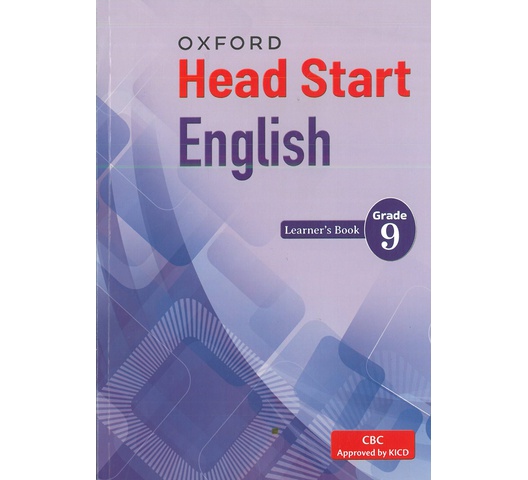 OXFORD
Head Start
English
Learner's Book
Grade
9
CBC
Approved by KICD